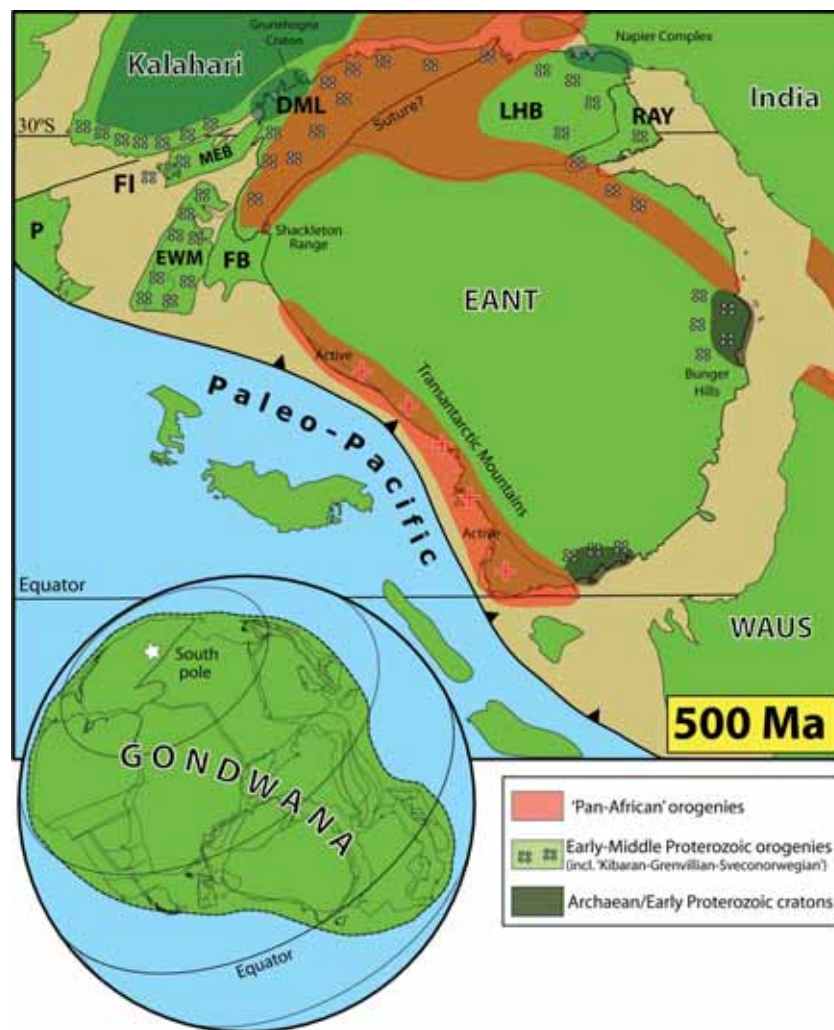 Grunehogna
Craton
Napier Complex
Kalahari
India
DML
30ºS
LHB
RAY
Suture?
MEB
FI
P
EWM
FB
Shackleton
Range
EANT
Bunger
Hills
Active
Transantarctic Mountains
Paleo-Pacific
Active
Equator
WAUS
500 Ma
South
pole
GONDWANA
Equator
'Pan-African' orogenies
Early-Middle Proterozoic orogenies
(incl. 'Kibaran-Grenvillian-Sveconorwegian')
Archaean/Early Proterozoic cratons